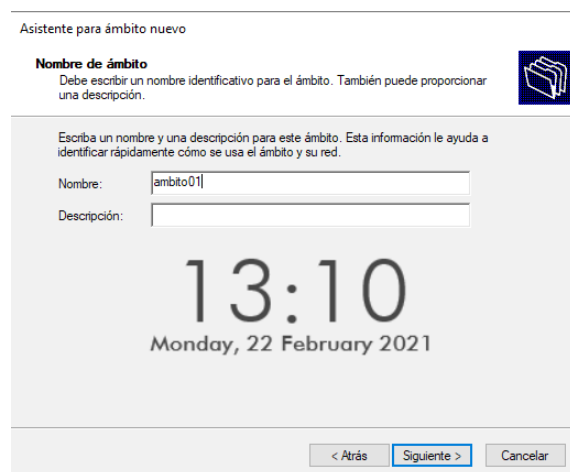 Asistente para ámbito nuevo
Nombre de ámbito
Debe escribir un nombre identificativo para el ámbito. También puede proporcionar
una descripción.
Escriba un nombre y una descripción para este ámbito. Esta información le ayuda a
identificar rápidamente cómo se usa el ámbito y su red.
Nombre:
ambito01
Descripción:
13:10
Monday, 22 February 2021
< Atrás
Siguiente >
Cancelar